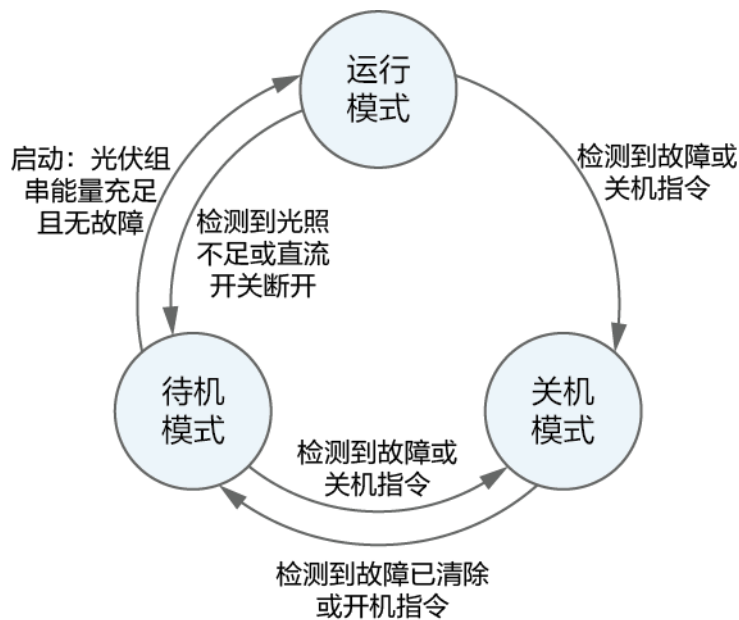 运行
模式
启动：光伏组
串能量充足
且无故障
检测到故障或
关机指令
检测到光照
不足或直流
开关断开
待机
模式
关机
模式
检测到故障或
关机指令
检测到故障已清除
或开机指令